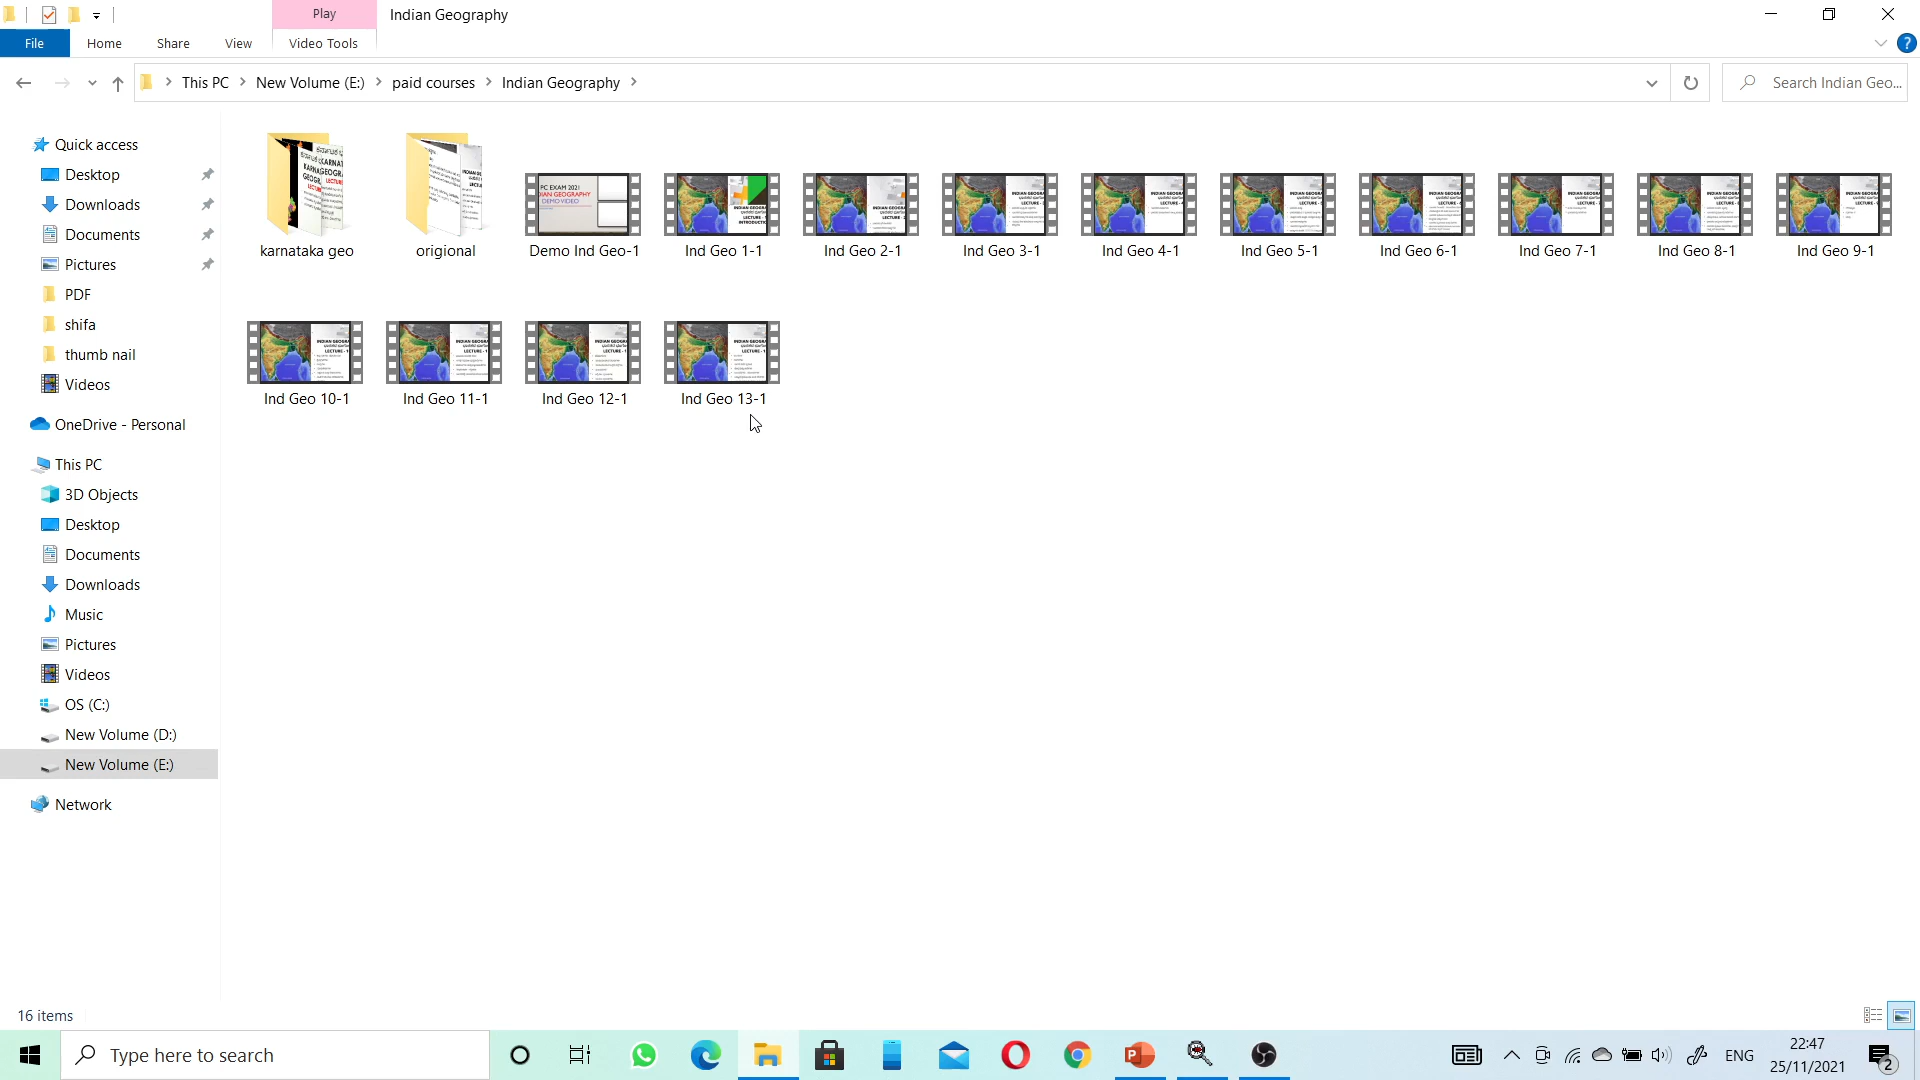 Play
Indian Geography
File
Home
Share
View
Video Tools
This PC
New Volume (E:)
paid courses
Indian Geography
Search Indian Geo...
Quick access
Desktop
Downloads
Documents
Pictures
PDF
shifa
thumb nail
Videos
OneDrive - Personal
This PC
3D Objects
Desktop
Documents
Downloads
Music
Pictures
Videos
OS (C:)
New Volume (D:)
New Volume (E:)
Network
karnataka geo
origional
Demo Ind Geo-1
Ind Geo 1-1
Ind Geo 2-1
Ind Geo 3-1
Ind Geo 4-1
Ind Geo 5-1
Ind Geo 6-1
Ind Geo 7-1
Ind Geo 8-1
Ind Geo 9-1
Ind Geo 10-1
Ind Geo 11-1
Ind Geo 12-1
Ind Geo 13-1
16 items
Type here to search
ENG
22:47
25/11/2021
2